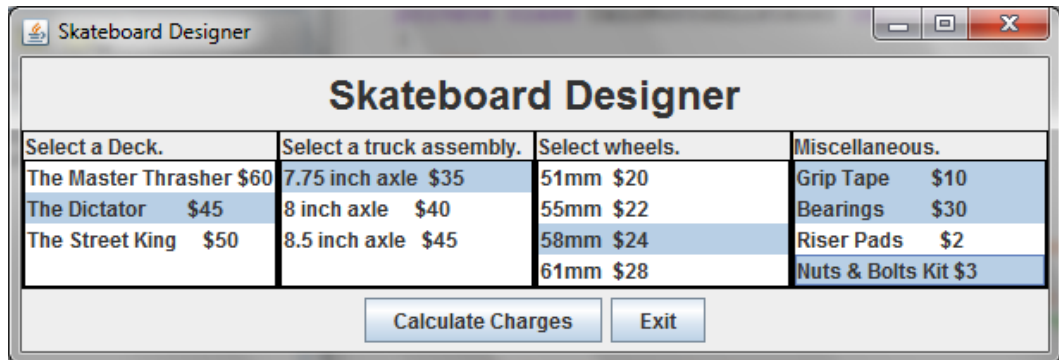 Skateboard Designer
Skateboard Designer
Select a Deck.
The Master Thrasher $60
The Dictator $45
The Street King $50
Select a truck assembly.
7.75 inch axle $35
8 inch axle $40
8.5 inch axle $45
Select wheels.
51mm $20
55mm $22
58mm $24
61mm $28
Miscellaneous.
Grip Tape $10
Bearings $30
Riser Pads $2
Nuts & Bolts Kit $3
Calculate Charges
Exit